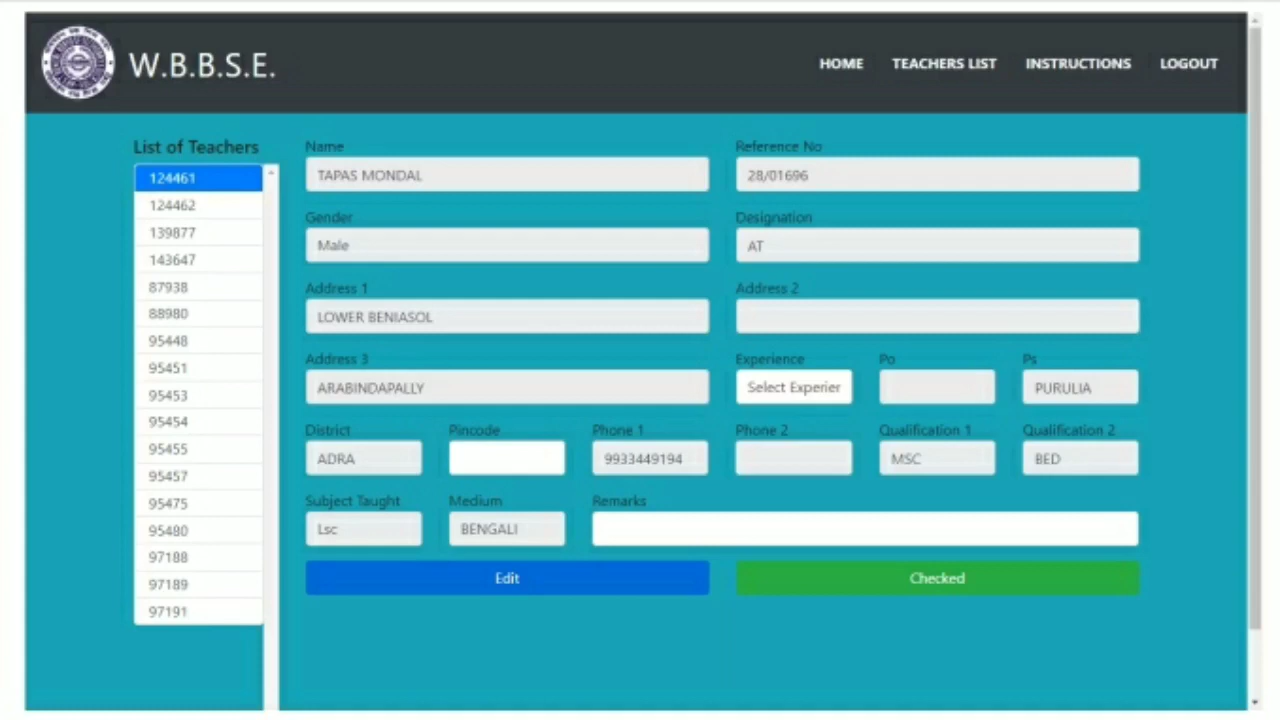 W.B.B.S.E.
HOME TEACHERS LIST INSTRUCTIONS LOGOUT
List of Teachers
124461
124462
139877
143647
87938
88980
95448
95451
95453
95454
95455
95457
95475
95480
97188
97189
97191
Name Reference No
TAPAS MONDAL 28/01696
Gender Designation
Male AT
Address 1 Address 2
LOWER BENIASOL
Address 3 Experience Po Ps
ARABINDAPALLY Select Experier PURULIA
District Pincode Phone 1 Phone 2 Qualification 1 Qualification 2
ADRA 9933449194 MSC BED
Subject Taught Medium Remarks
Lsc BENGALI
Edit Checked